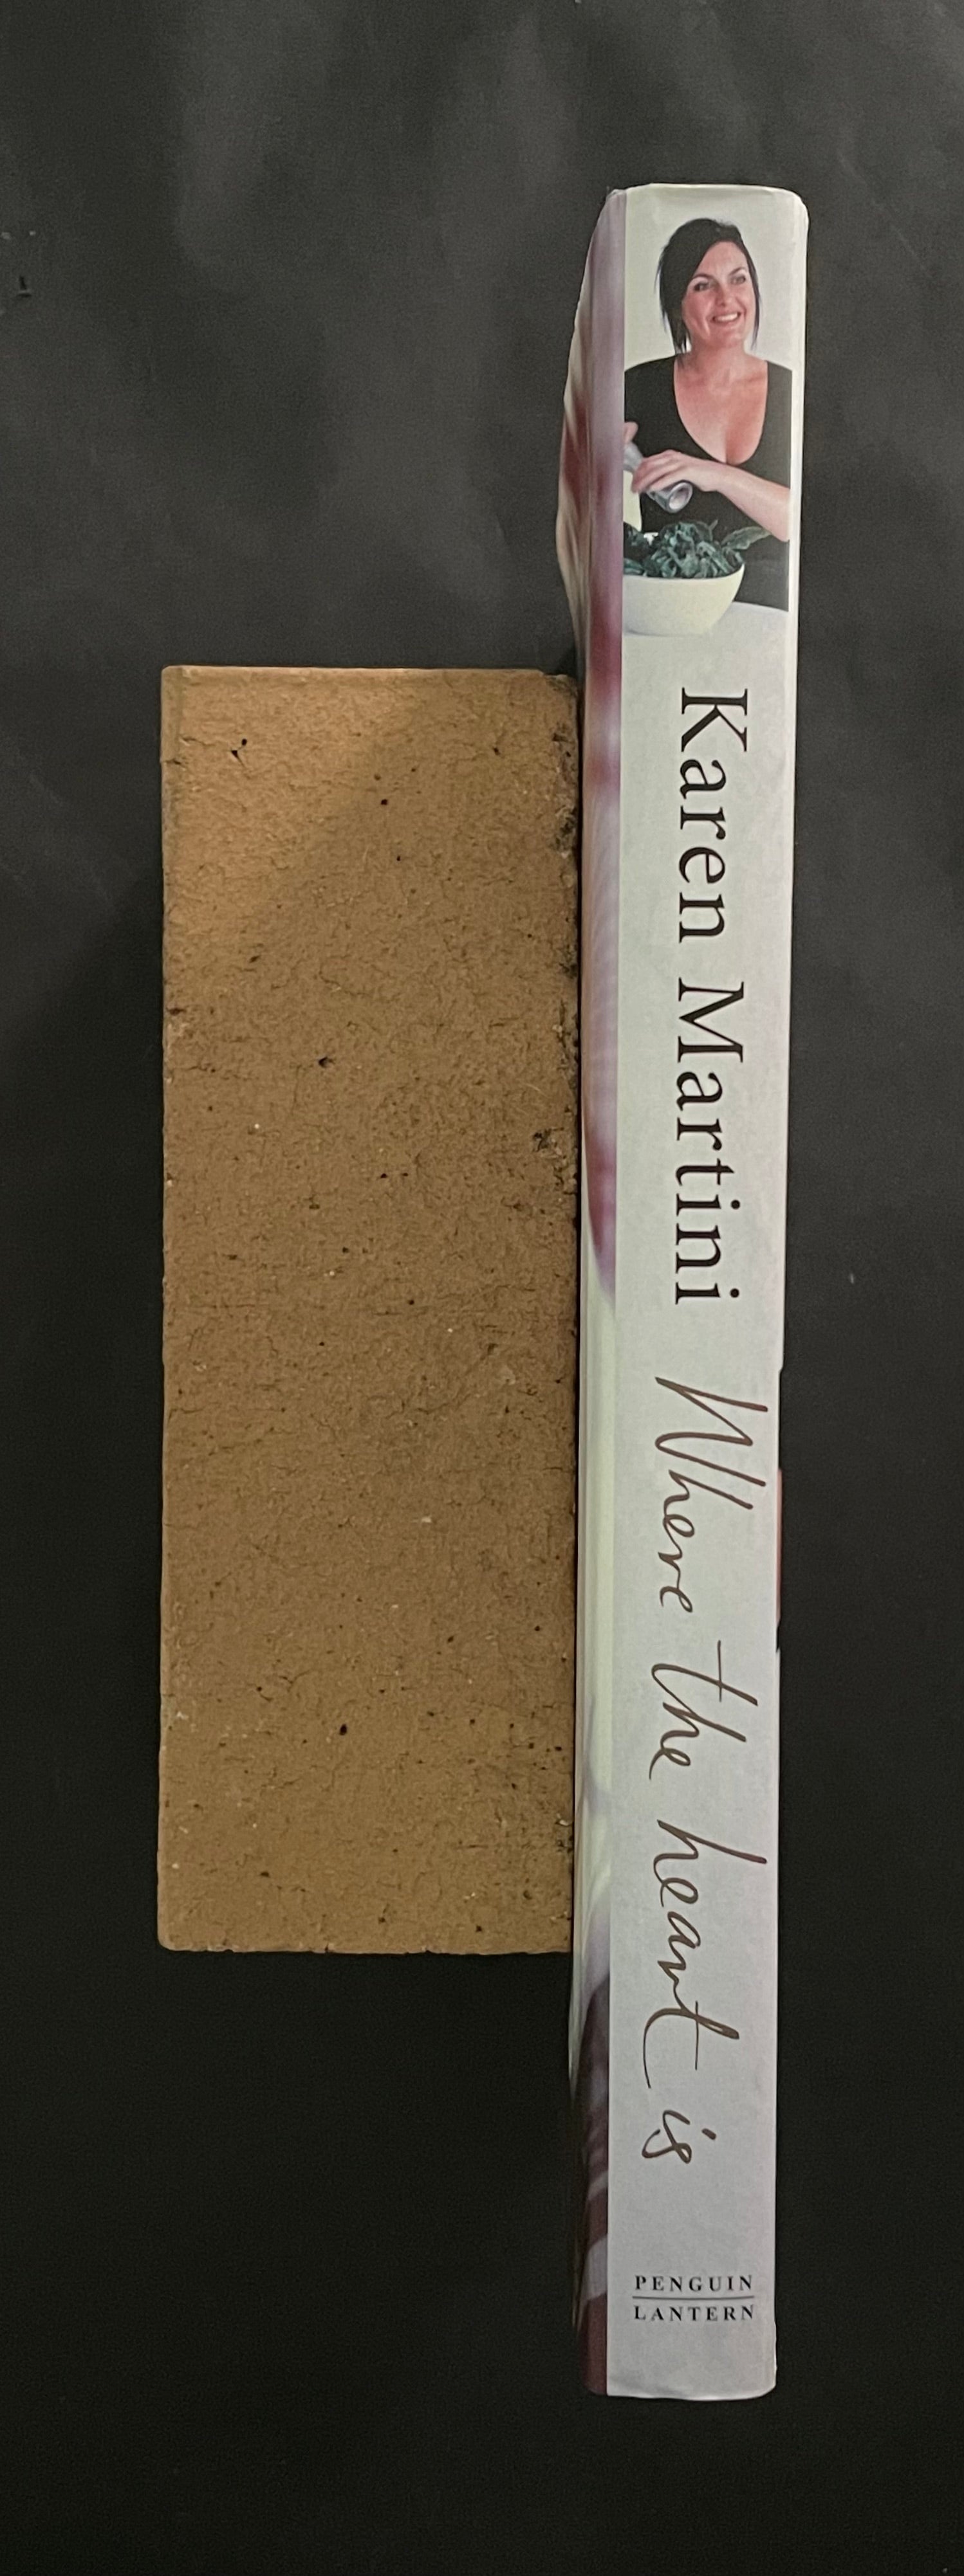 Karen Martini Where the heart is
PENGUIN
LANTERN